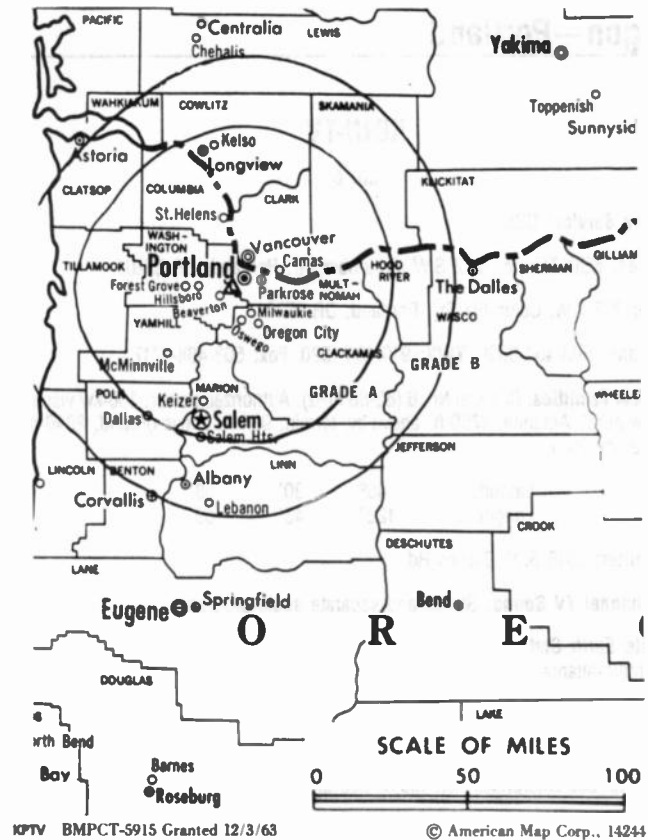 PACIFIC
Centralia
LEWIS
Chehalis
Yakima
WAHKIAKUM
COWLITZ
SKAMANIA
Toppenish
Sunnysid
Astoria
Kelso
Longview
CLATSOP
COLUMBIA
KLICKITAT
CLARK
St. Helens
WASH-
INGTON
Vancouver
Camas
TILLAMOOK
Portland
HOOD
RIVER
SHERMAN
GILLIAM
Forest Grove
Hillsboro
Parkrose
MULT-
NOMAH
The Dalles
Beaverton
Milwaukie
WASCO
YAMHILL
Oswego
Oregon City
CLACKAMAS
McMinnville
GRADE B
MARION
GRADE A
POLK
Keizer
WHEELE
Dallas
Salem
Salem Hts.
JEFFERSON
LINCOLN
BENTON
LINN
Albany
Corvallis
Lebanon
CROOK
DESCHUTES
LANE
Eugene
Springfield
Bend
O R E
DOUGLAS
LAKE
orth Bend
SCALE OF MILES
Bay
Barnes
0 50 100
Roseburg
KPTV BMPCT-5915 Granted 12/3/63
© American Map Corp., 14244